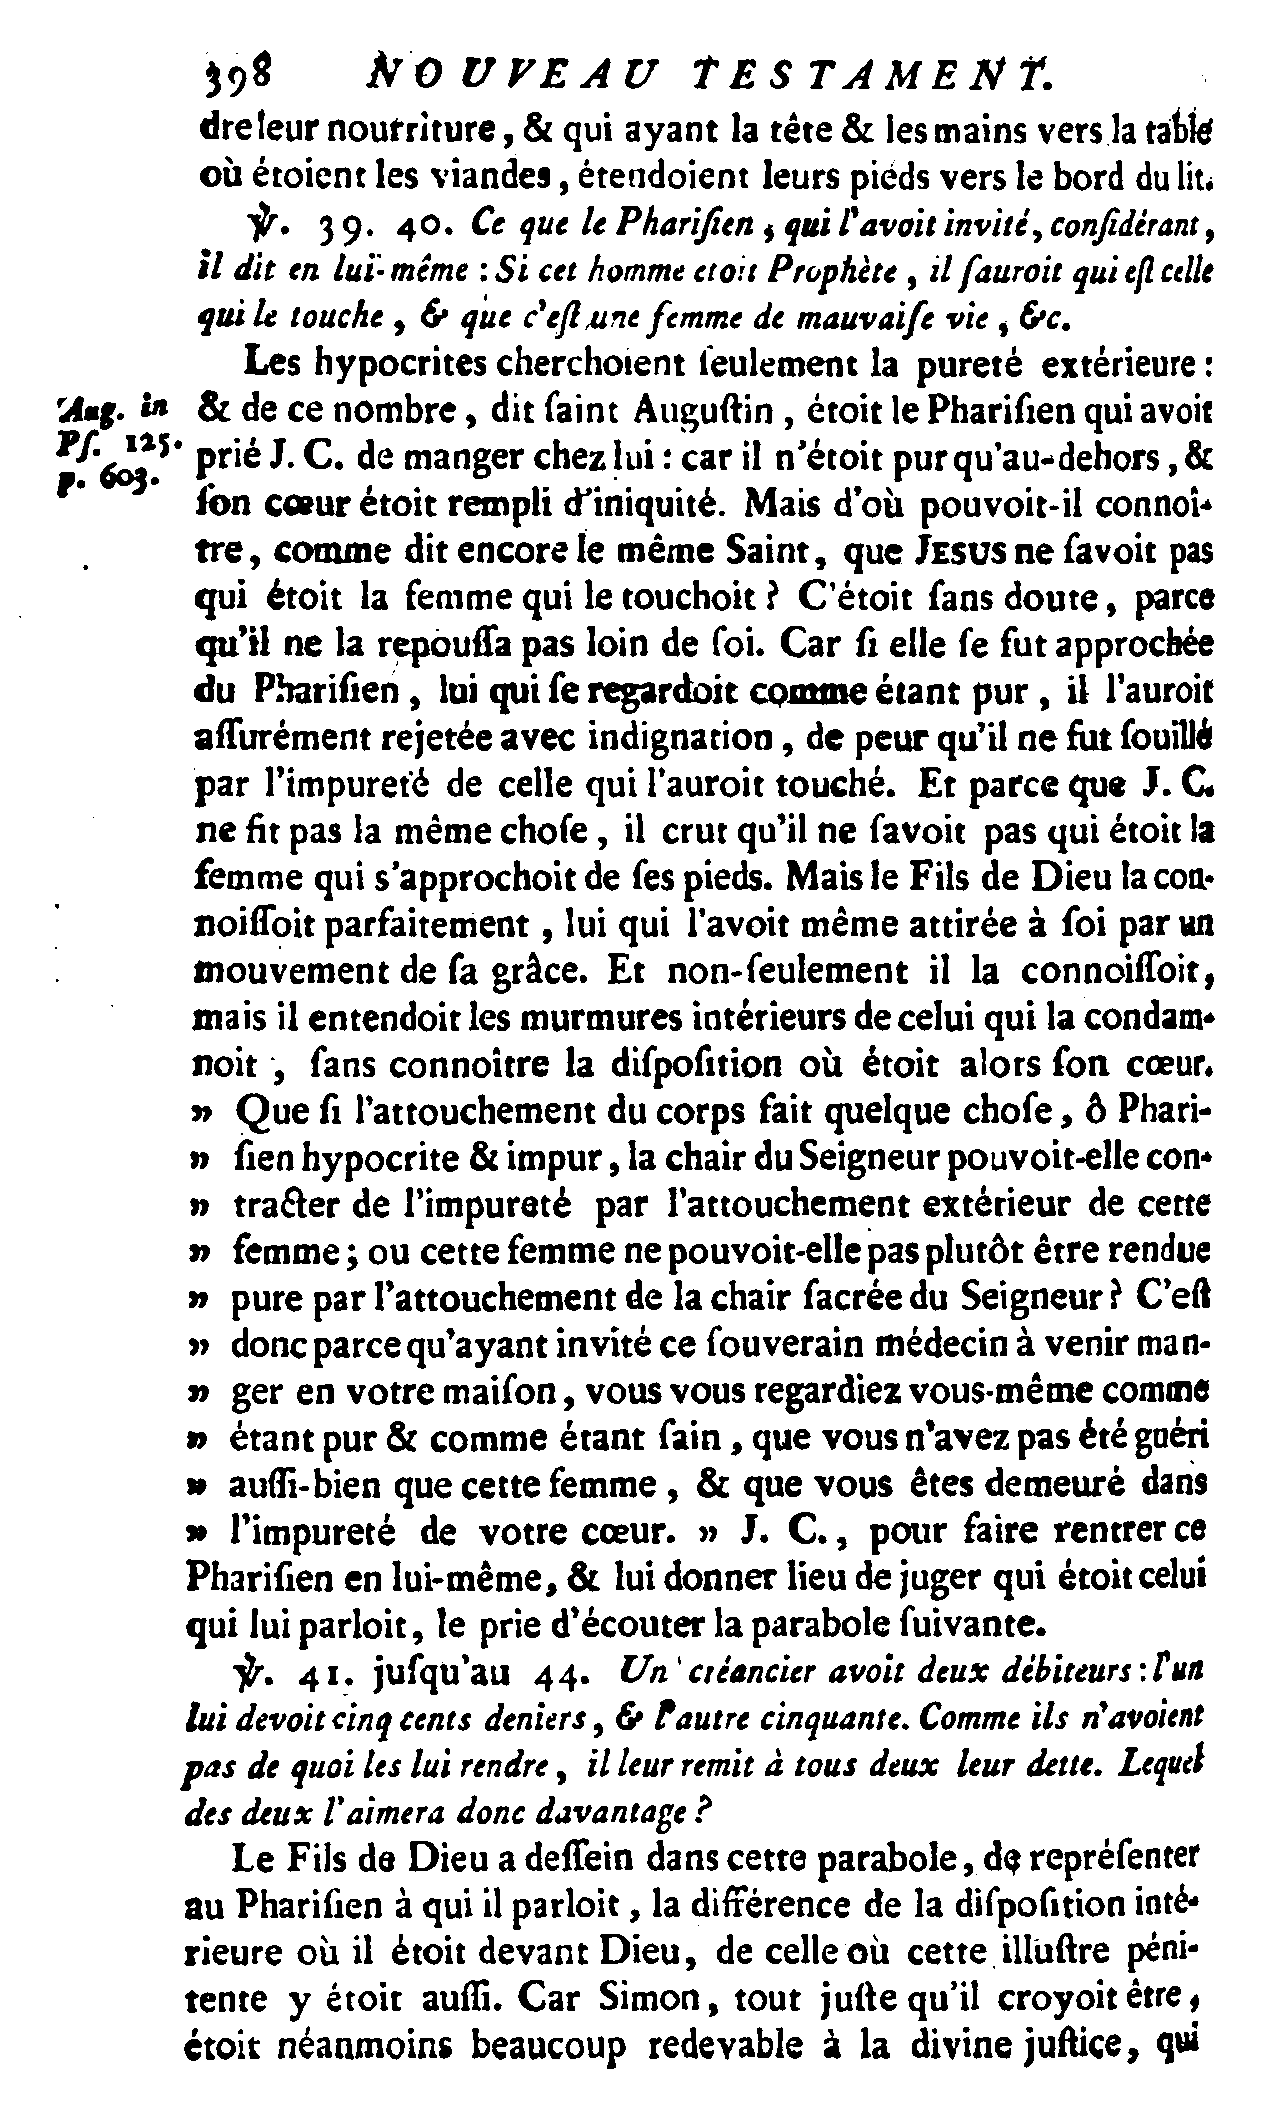 398 NOUVEAU TESTAMENT.
dre leur nourriture, & qui ayant la tête & les mains vers la table
où étoient les viandes, étendoient leurs piéds vers le bord du lit.
℣. 39. 40. Ce que le Phariſien, qui l'avoit invité, conſidérant,
il dit en lui-même : Si cet homme etoit Prophète, il ſauroit qui eſt celle
qui le touche, & que c'eſt une femme de mauvaiſe vie, &c.
Les hypocrites cherchoient ſeulement la pureté extérieure :
'Aug. in
Pſ. 125.
p. 603.
& de ce nombre, dit ſaint Auguſtin, étoit le Phariſien qui avoit
prié J. C. de manger chez lui : car il n'étoit pur qu'au-dehors, &
ſon cœur étoit rempli d'iniquité. Mais d'où pouvoit-il connoî-
tre, comme dit encore le même Saint, que JESUS ne ſavoit pas
qui étoit la femme qui le touchoit ? C'étoit ſans doute, parce
qu'il ne la repouſſa pas loin de ſoi. Car ſi elle ſe fut approchée
du Phariſien, lui qui ſe regardoit comme étant pur, il l'auroit
aſſurément rejetée avec indignation, de peur qu'il ne fut ſouillé
par l'impureté de celle qui l'auroit touché. Et parce que J. C.
ne fit pas la même choſe, il crut qu'il ne ſavoit pas qui étoit la
femme qui s'approchoit de ſes pieds. Mais le Fils de Dieu la con-
noiſſoit parfaitement, lui qui l'avoit même attirée à ſoi par un
mouvement de ſa grâce. Et non-ſeulement il la connoiſſoit,
mais il entendoit les murmures intérieurs de celui qui la condam-
noit, ſans connoître la diſpoſition où étoit alors ſon cœur.
» Que ſi l'attouchement du corps fait quelque choſe, ô Phari-
» ſien hypocrite & impur, la chair du Seigneur pouvoit-elle con-
» tracter de l'impureté par l'attouchement extérieur de cette
» femme ; ou cette femme ne pouvoit-elle pas plutôt être rendue
» pure par l'attouchement de la chair ſacrée du Seigneur ? C'eſt
» donc parce qu'ayant invité ce ſouverain médecin à venir man-
» ger en votre maiſon, vous vous regardiez vous-même comme
» étant pur & comme étant ſain, que vous n'avez pas été guéri
» auſſi-bien que cette femme, & que vous êtes demeuré dans
» l'impureté de votre cœur. » J. C., pour faire rentrer ce
Phariſien en lui-même, & lui donner lieu de juger qui étoit celui
qui lui parloit, le prie d'écouter la parabole ſuivante.
℣. 41. juſqu'au 44. Un créancier avoit deux débiteurs : l'un
lui devoit cinq cents deniers, & l'autre cinquante. Comme ils n'avoient
pas de quoi les lui rendre, il leur remit à tous deux leur dette. Lequel
des deux l'aimera donc davantage ?
Le Fils de Dieu a deſſein dans cette parabole, de repréſenter
au Phariſien à qui il parloit, la différence de la diſpoſition inté-
rieure où il étoit devant Dieu, de celle où cette illuſtre péni-
tente y étoit auſſi. Car Simon, tout juſte qu'il croyoit être,
étoit néanmoins beaucoup redevable à la divine juſtice, qui